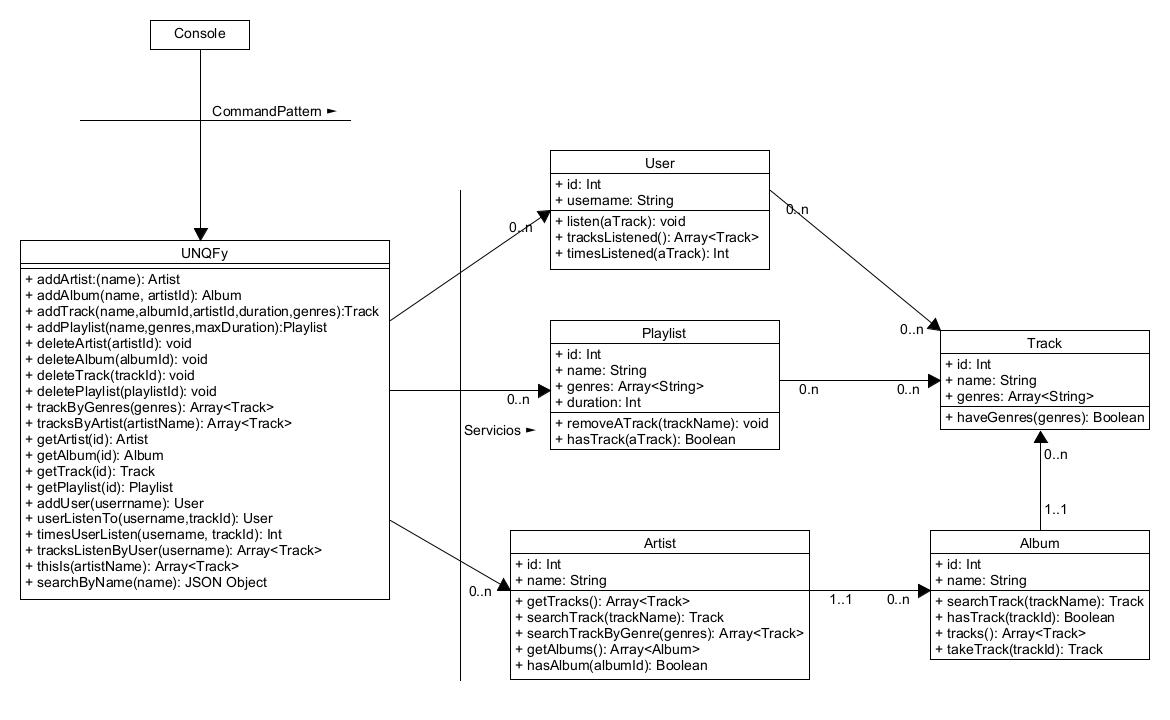 Console
CommandPattern ►
UNQFy
+ addArtist:(name): Artist
+ addAlbum(name, artistId): Album
+ addTrack(name,albumId,artistId,duration,genres):Track
+ addPlaylist(name,genres,maxDuration):Playlist
+ deleteArtist(artistId): void
+ deleteAlbum(albumId): void
+ deleteTrack(trackId): void
+ deletePlaylist(playlistId): void
+ trackByGenres(genres): Array<Track>
+ tracksByArtist(artistName): Array<Track>
+ getArtist(id): Artist
+ getAlbum(id): Album
+ getTrack(id): Track
+ getPlaylist(id): Playlist
+ addUser(userrname): User
+ userListenTo(username,trackId): User
+ timesUserListen(username, trackId): Int
+ tracksListenByUser(username): Array<Track>
+ thisIs(artistName): Array<Track>
+ searchByName(name): JSON Object
0..n
0..n
0..n
Servicios ►
User
+ id: Int
+ username: String
+ listen(aTrack): void
+ tracksListened(): Array<Track>
+ timesListened(aTrack): Int
0..n
0..n
Playlist
+ id: Int
+ name: String
+ genres: Array<String>
+ duration: Int
+ removeATrack(trackName): void
+ hasTrack(aTrack): Boolean
0..n
0..n
Track
+ id: Int
+ name: String
+ genres: Array<String>
+ haveGenres(genres): Boolean
0..n
1..1
Artist
+ id: Int
+ name: String
+ getTracks(): Array<Track>
+ searchTrack(trackName): Track
+ searchTrackByGenre(genres): Array<Track>
+ getAlbums(): Array<Album>
+ hasAlbum(albumId): Boolean
1..1
0..n
Album
+ id: Int
+ name: String
+ searchTrack(trackName): Track
+ hasTrack(trackId): Boolean
+ tracks(): Array<Track>
+ takeTrack(trackId): Track